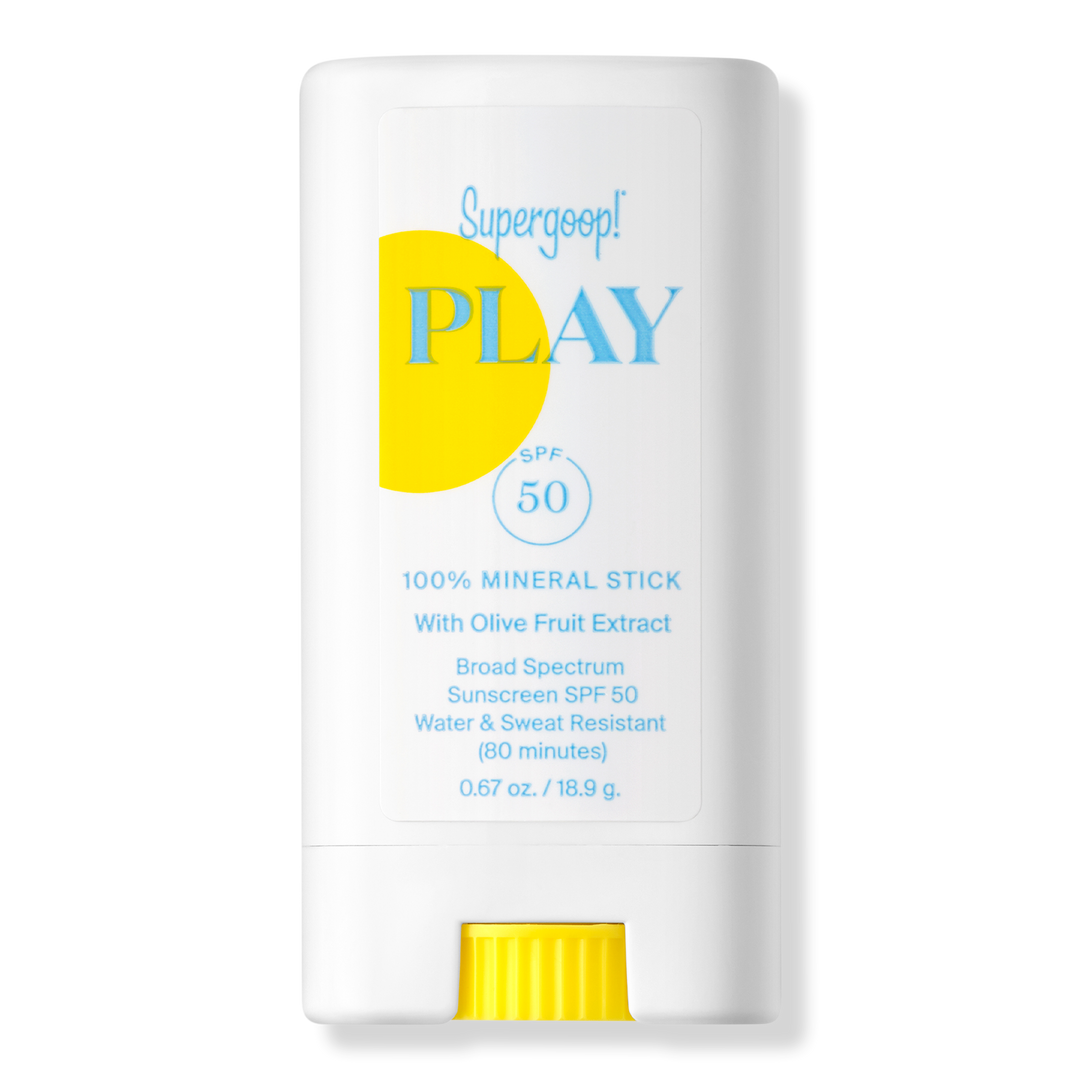 Supergoop!
PLAY
SPF
50
100% MINERAL STICK
With Olive Fruit Extract
Broad Spectrum
Sunscreen SPF 50
Water & Sweat Resistant
(80 minutes)
0.67 oz. / 18.9 g.